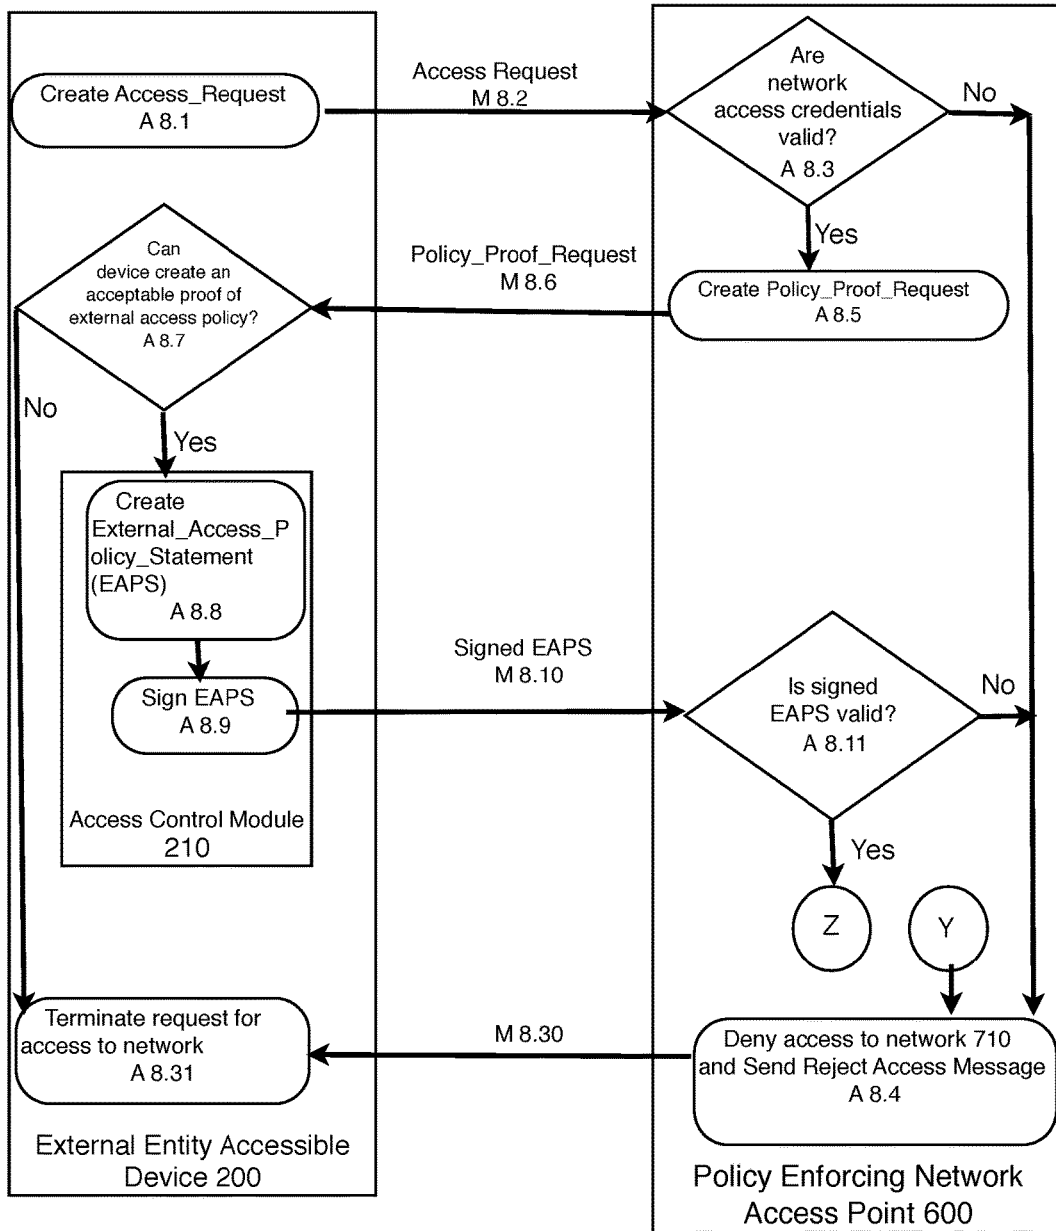 Create Access_Request
A 8.1
Access Request
M 8.2
Are
network
access credentials
valid?
A 8.3
No
Yes
Can
device create an
acceptable proof of
external access policy?
A 8.7
Policy_Proof_Request
M 8.6
Create Policy_Proof_Request
A 8.5
No
Yes
Create
External_Access_P
olicy_Statement
(EAPS)
A 8.8
Sign EAPS
A 8.9
Access Control Module
210
Signed EAPS
M 8.10
Is signed
EAPS valid?
A 8.11
No
Yes
Z
Y
Terminate request for
access to network
A 8.31
M 8.30
Deny access to network 710
and Send Reject Access Message
A 8.4
External Entity Accessible
Device 200
Policy Enforcing Network
Access Point 600